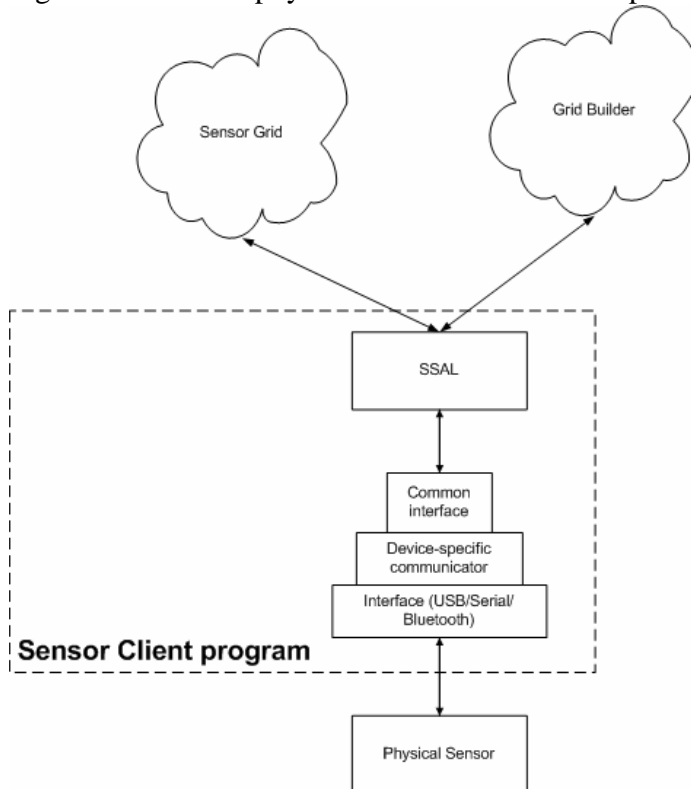 Sensor Grid
Grid Builder
SSAL
Common
interface
Device-specific
communicator
Interface (USB/Serial/
Bluetooth)
Sensor Client program
Physical Sensor